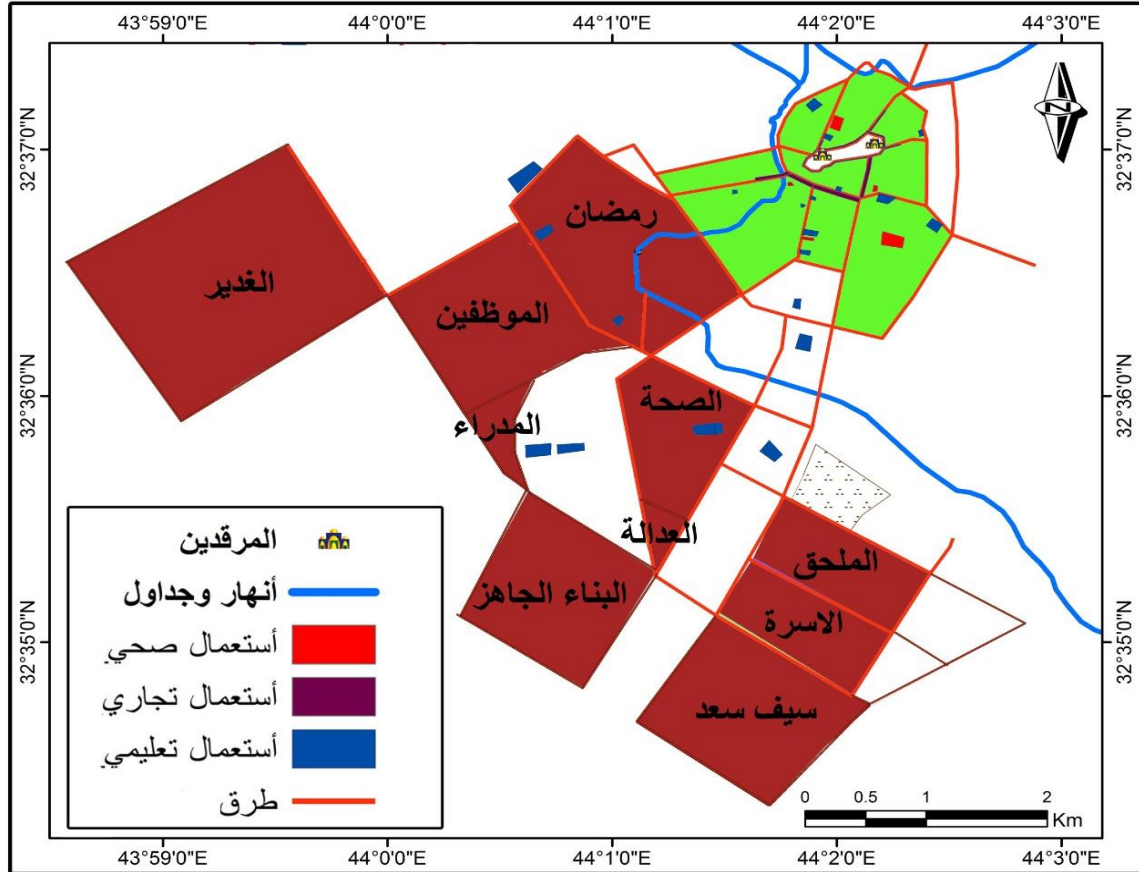 43°59'0"E 44°0'0"E 44°1'0"E 44°2'0"E 44°3'0"E
32°37'0"N
32°37'0"N
N
رمضان
الغدير
الموظفين
32°36'0"N
32°36'0"N
الصحة
المدراء
العدالة
الملحق
البناء الجاهز
الاسرة
32°35'0"N
32°35'0"N
سيف سعد
المرقدين
أنهار وجداول
أستعمال صحي
أستعمال تجاري
أستعمال تعليمي
طرق
0 0.5 1 2
Km
43°59'0"E 44°0'0"E 44°1'0"E 44°2'0"E 44°3'0"E